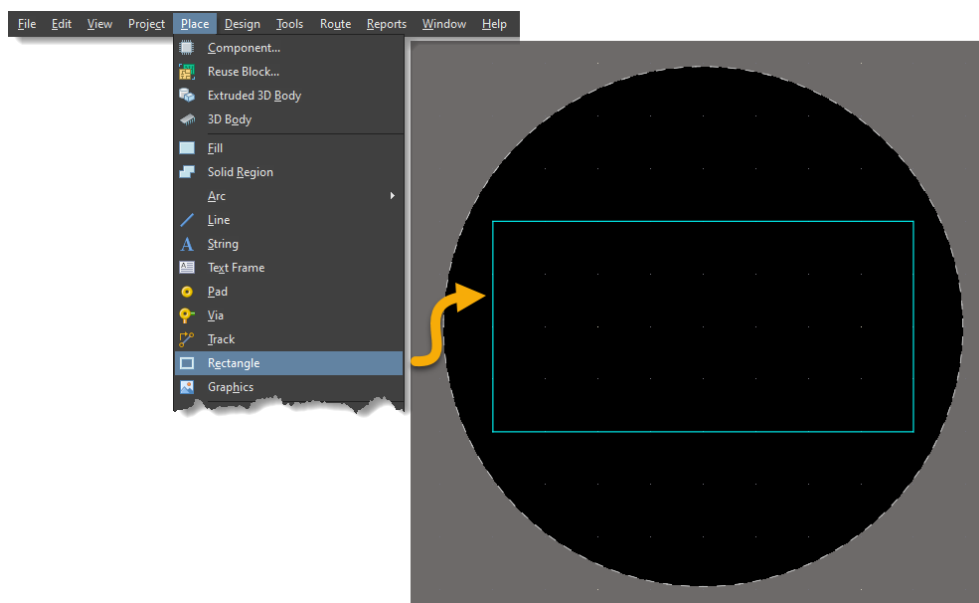 File Edit View Project Place Design Tools Route Reports Window Help
Component...
Reuse Block...
Extruded 3D Body
3D Body
Fill
Solid Region
Arc
Line
String
Text Frame
Pad
Via
Track
Rectangle
Graphics